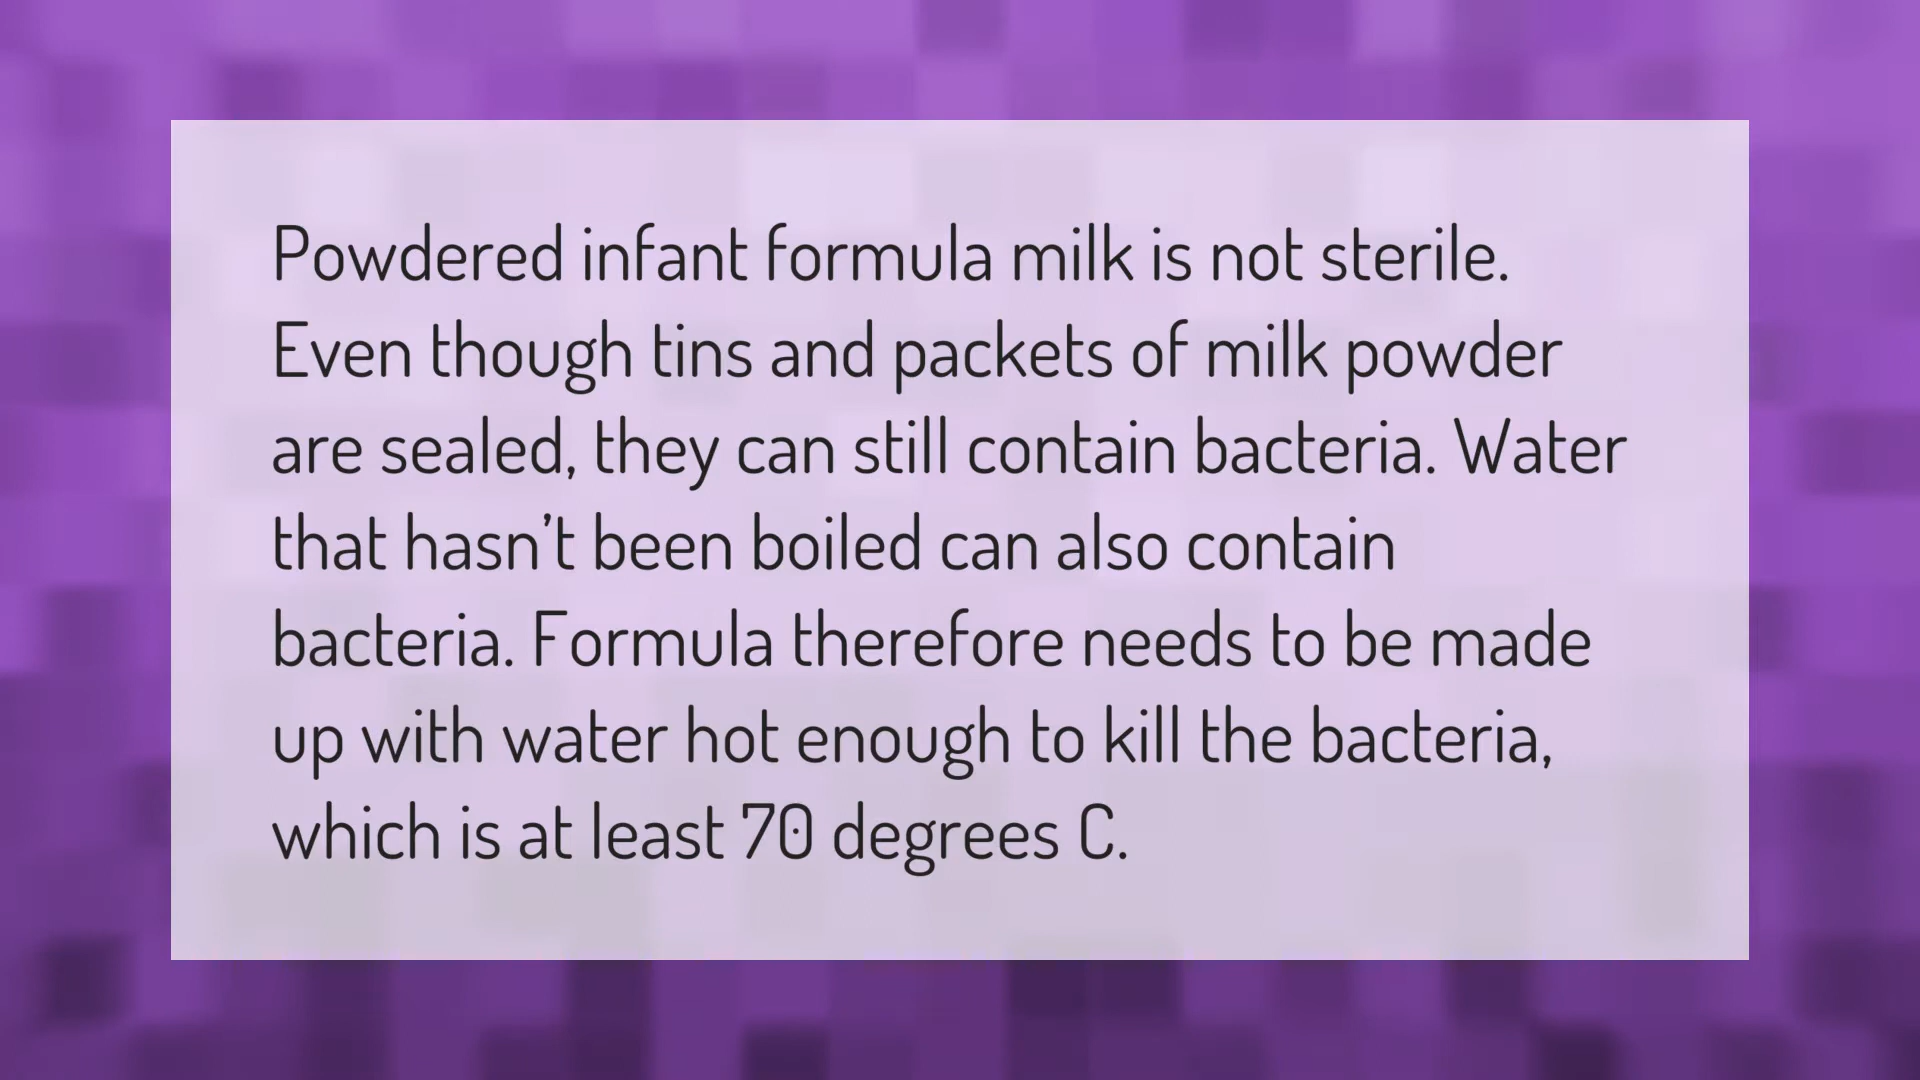 Powdered infant formula milk is not sterile.
Even though tins and packets of milk powder
are sealed, they can still contain bacteria. Water
that hasn’t been boiled can also contain
bacteria. Formula therefore needs to be made
up with water hot enough to kill the bacteria,
which is at least 70 degrees C.